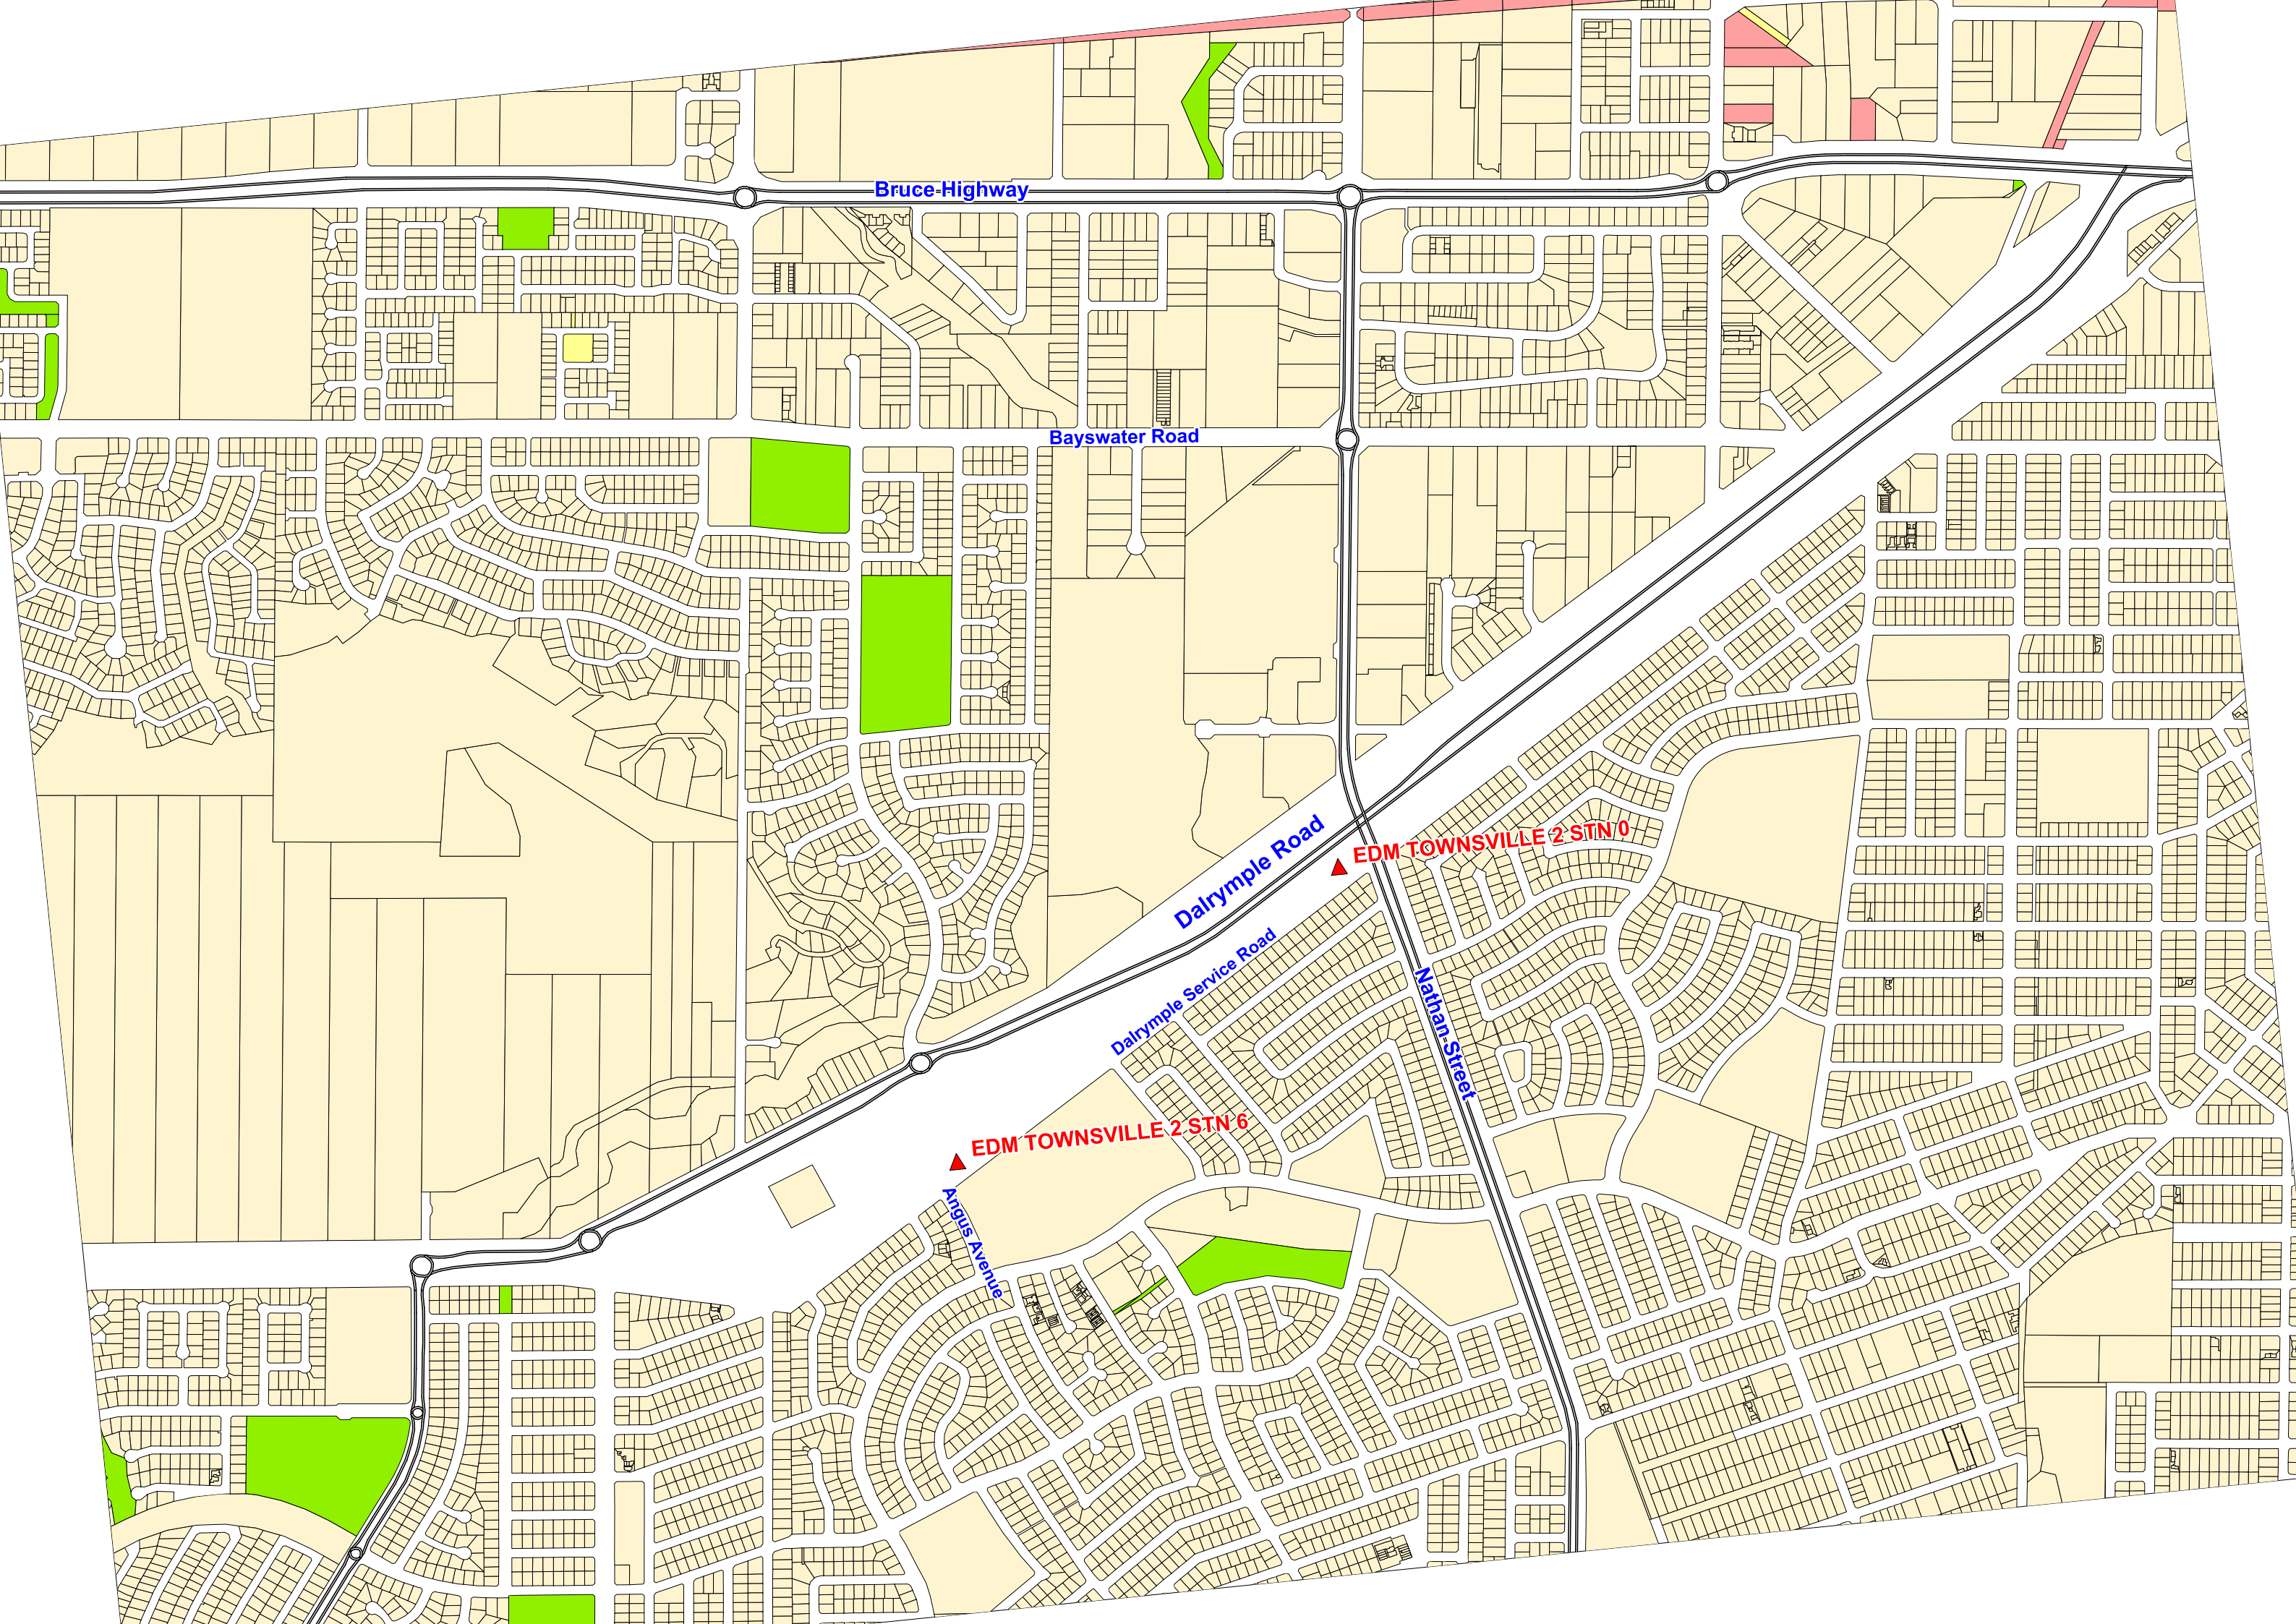 Bruce Highway
Bayswater Road
EDM TOWNSVILLE 2 STN 0
Dalrymple Road
Dalrymple Service Road
Nathan Street
EDM TOWNSVILLE 2 STN 6
Angus Avenue